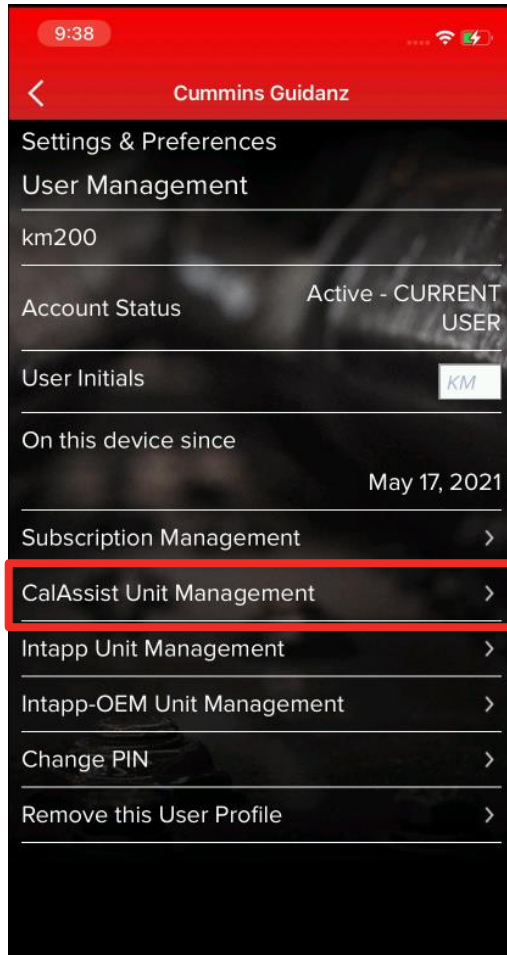 9:38
Cummins Guidanz
Settings & Preferences
User Management
km200
Account Status
Active - CURRENT
USER
User Initials
KM
On this device since
May 17, 2021
Subscription Management
CalAssist Unit Management
Intapp Unit Management
Intapp-OEM Unit Management
Change PIN
Remove this User Profile